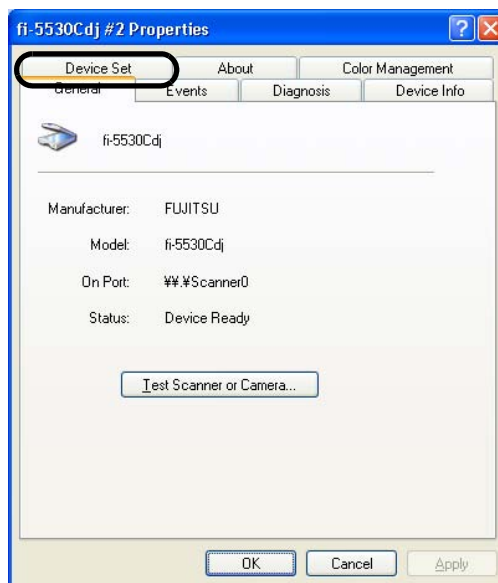 fi-5530Cdj #2 Properties
Device Set About Color Management
General Events Diagnosis Device Info
fi-5530Cdj
Manufacturer: FUJITSU
Model: fi-5530Cdj
On Port: ¥¥.¥Scanner0
Status: Device Ready
Test Scanner or Camera...
OK Cancel Apply